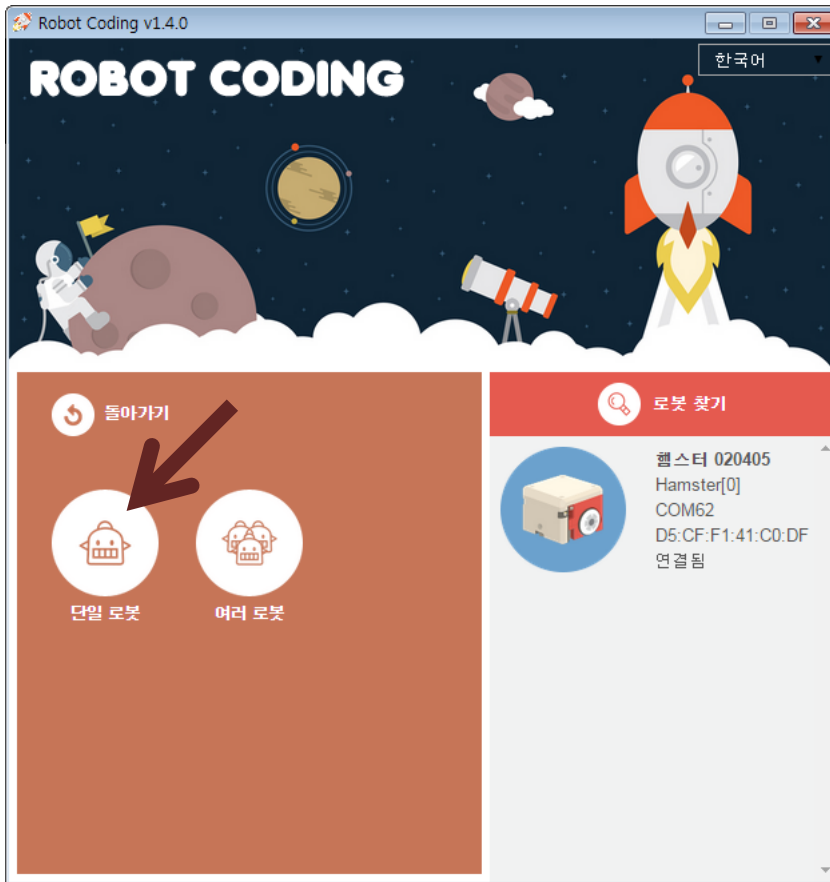 Robot Coding v1.4.0
ROBOT CODING
한국어
돌아가기
단일 로봇
여러 로봇
로봇 찾기
햄스터 020405
Hamster[0]
COM62
D5:CF:F1:41:C0:DF
연결됨